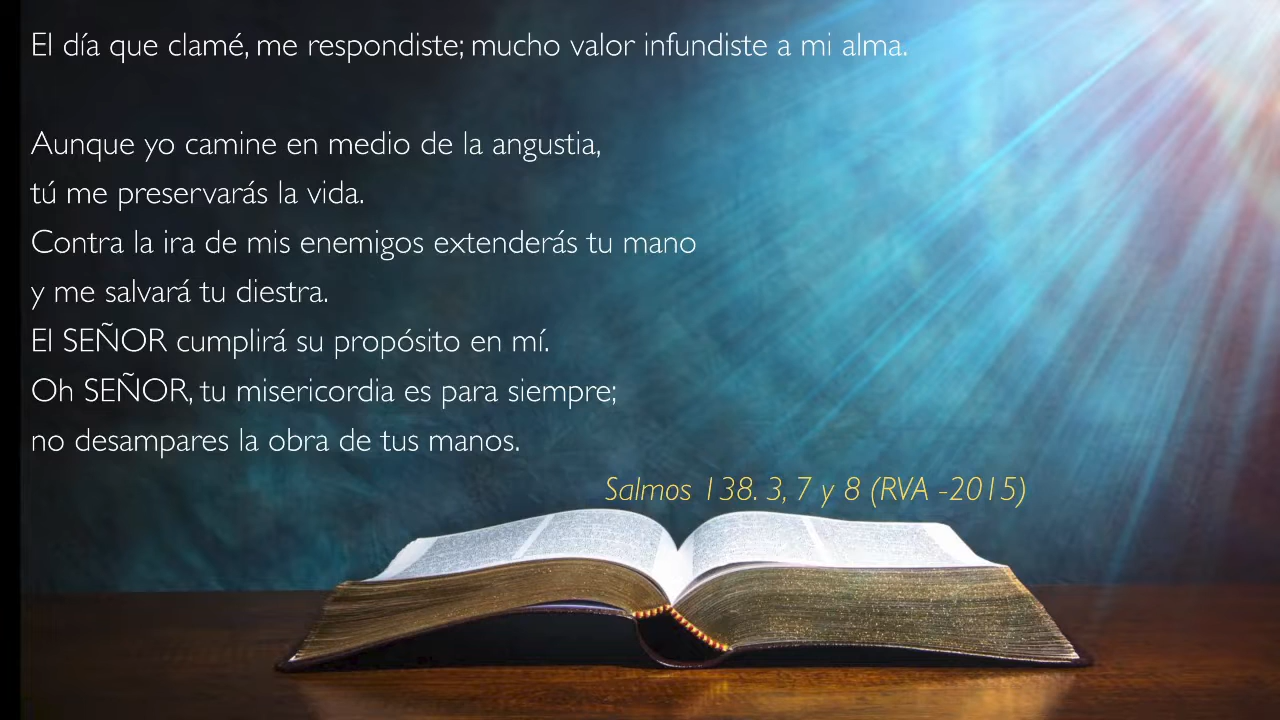 El día que clamé, me respondiste; mucho valor infundiste a mi alma.
Aunque yo camine en medio de la angustia,
tú me preservarás la vida.
Contra la ira de mis enemigos extenderás tu mano
y me salvará tu diestra.
El SEÑOR cumplirá su propósito en mí.
Oh SEÑOR, tu misericordia es para siempre;
no desampares la obra de tus manos.
Salmos 138. 3, 7 y 8 (RVA -2015)